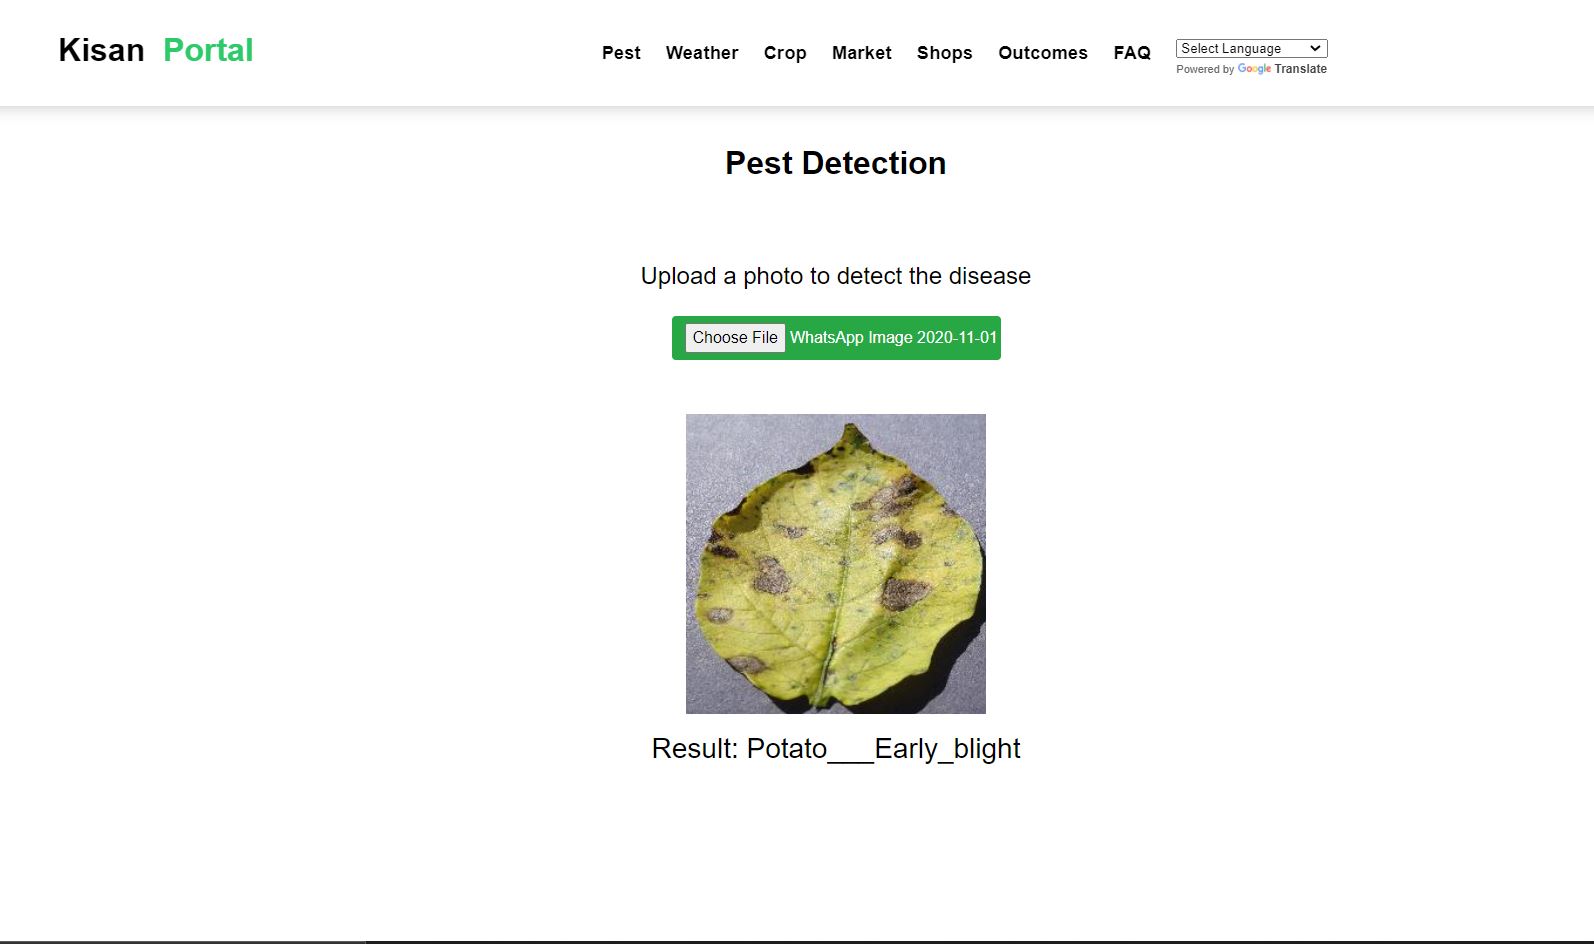 Kisan Portal
Pest Weather Crop Market Shops Outcomes FAQ
Select Language
Powered by Google Translate
Pest Detection
Upload a photo to detect the disease
Choose File WhatsApp Image 2020-11-01
Result: Potato___Early_blight